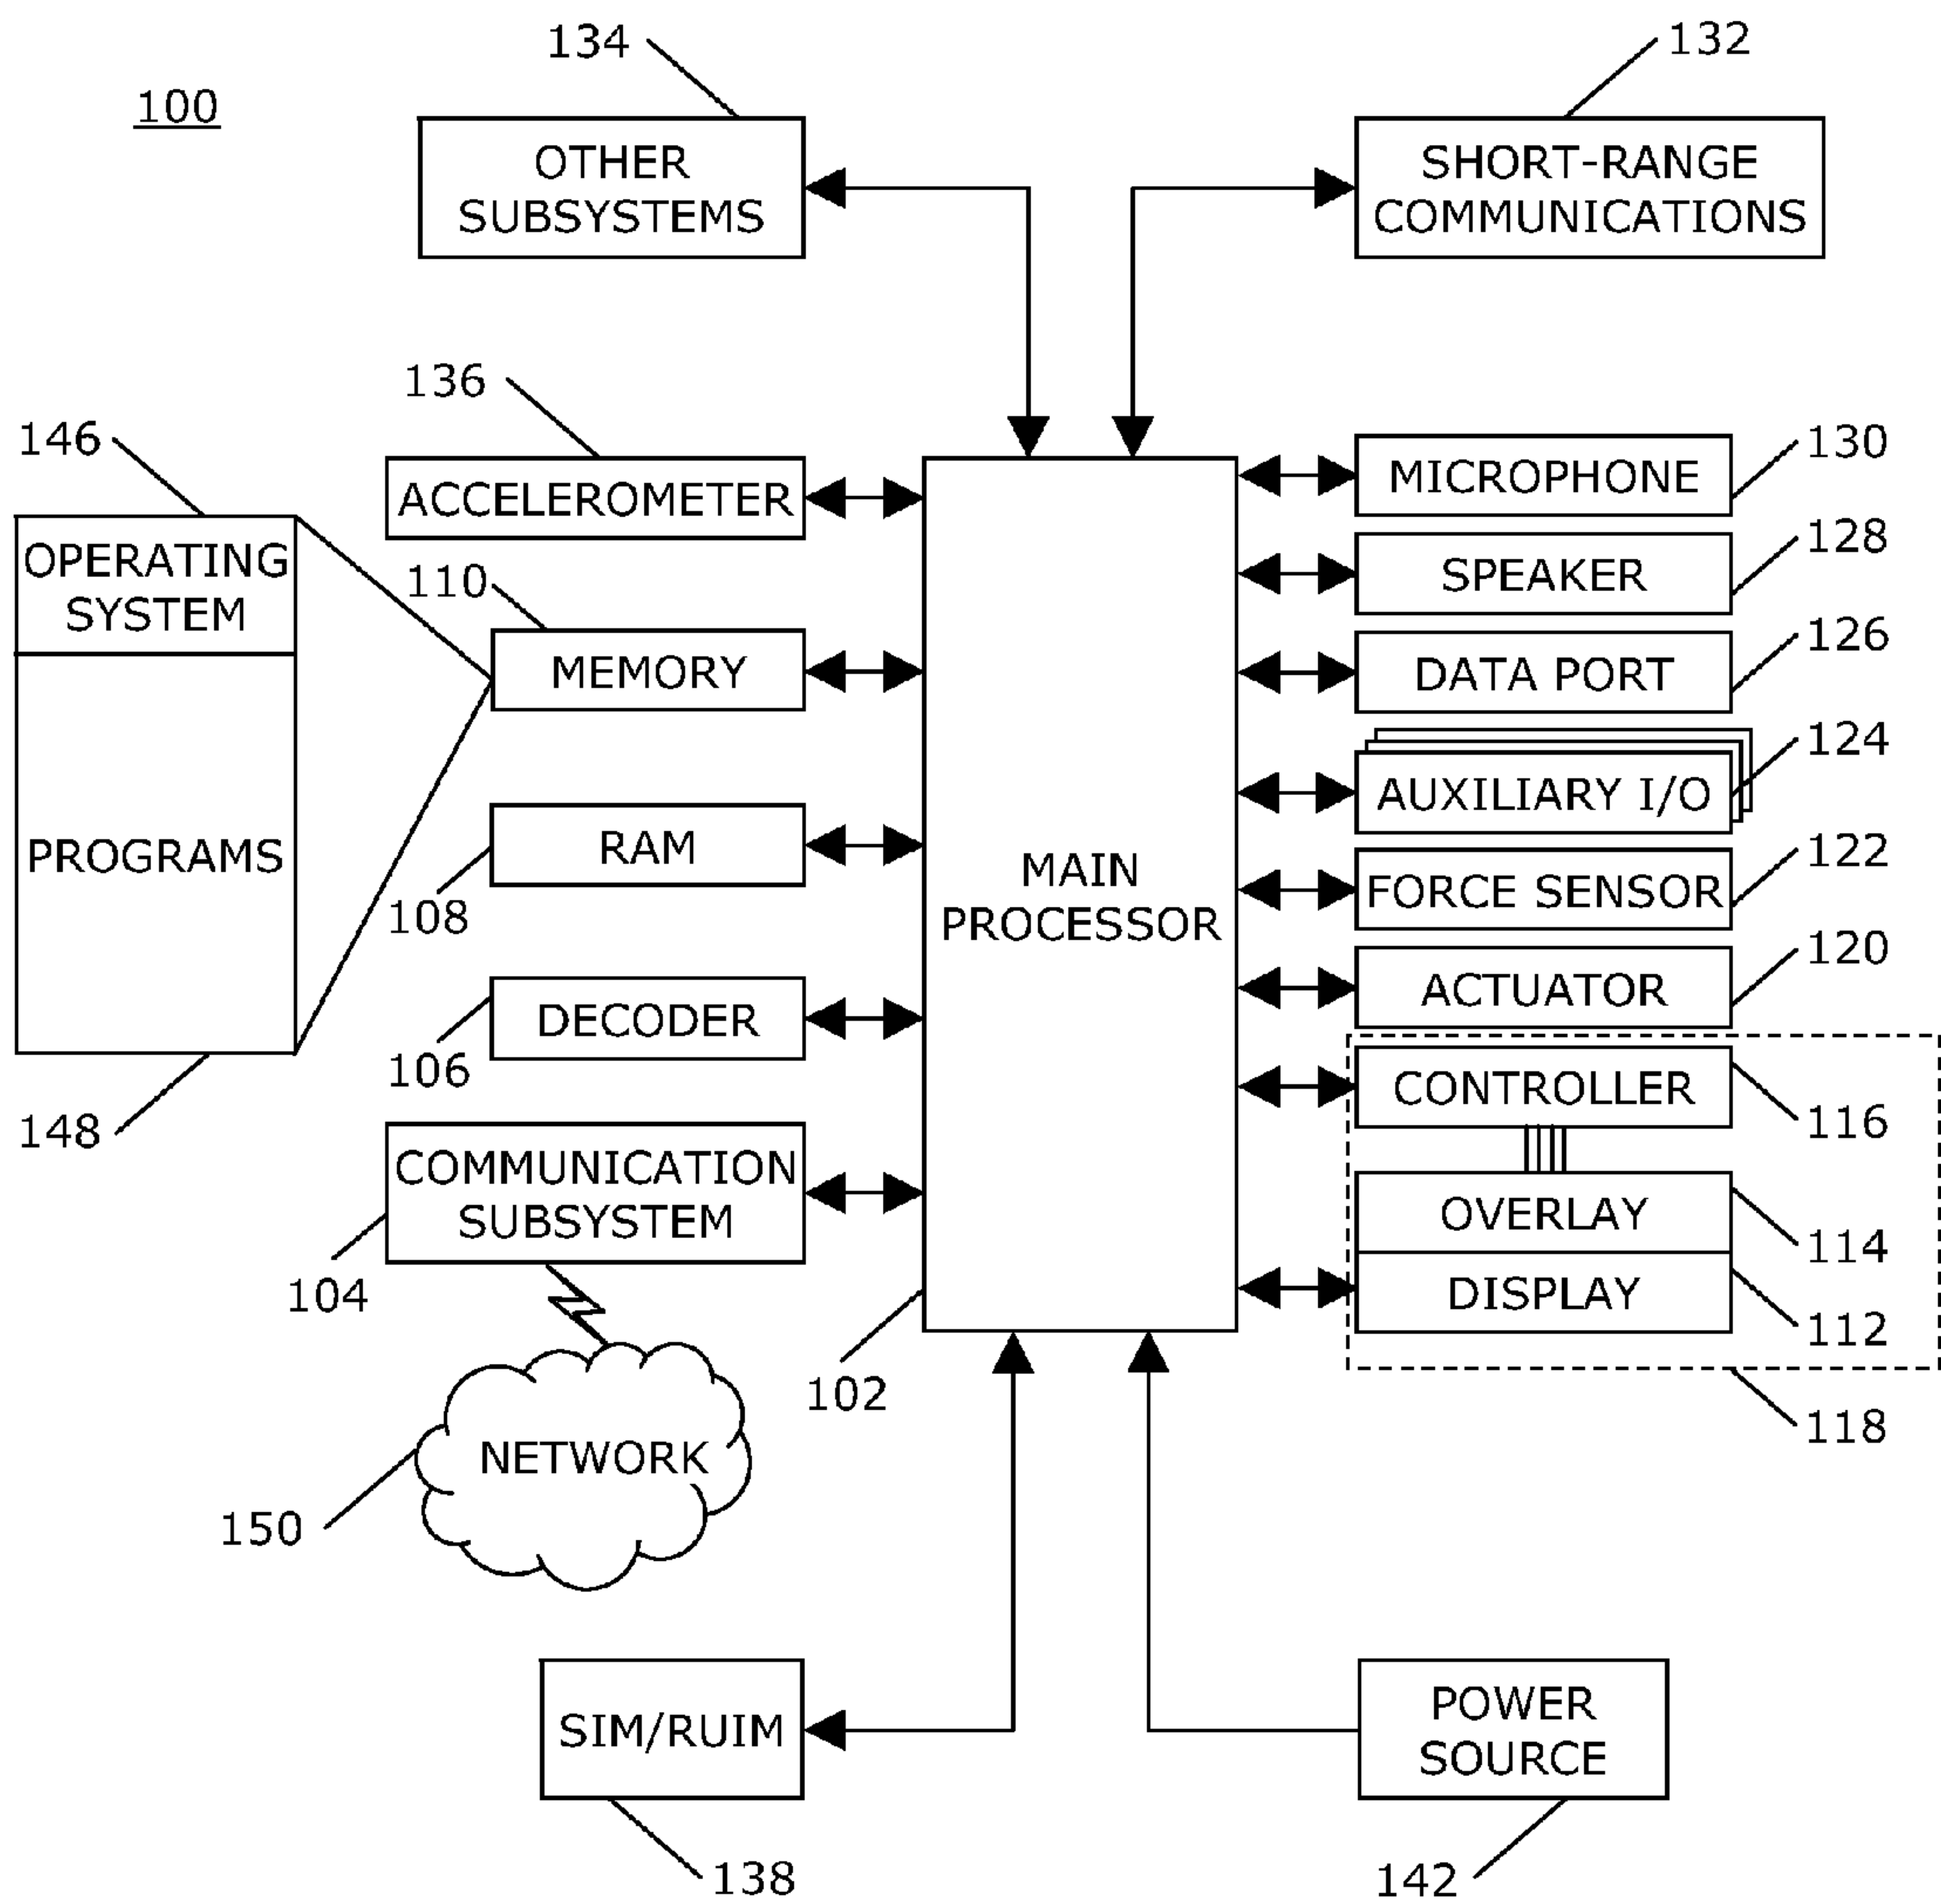 134
132
100
OTHER
SUBSYSTEMS
SHORT-RANGE
COMMUNICATIONS
136
146
130
ACCELEROMETER
MICROPHONE
OPERATING
SYSTEM
128
110
SPEAKER
126
MEMORY
DATA PORT
124
AUXILIARY I/O
PROGRAMS
RAM
MAIN
PROCESSOR
122
FORCE SENSOR
108
120
DECODER
ACTUATOR
106
CONTROLLER
148
116
COMMUNICATION
SUBSYSTEM
OVERLAY
114
104
DISPLAY
112
102
118
NETWORK
150
SIM/RUIM
POWER
SOURCE
138
142